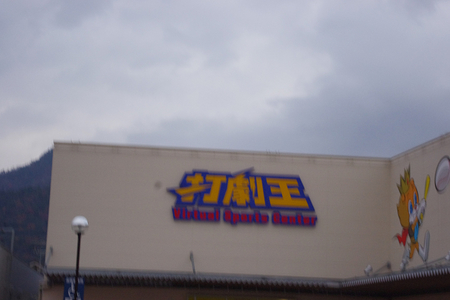 打劇王
Virtual Sports Center